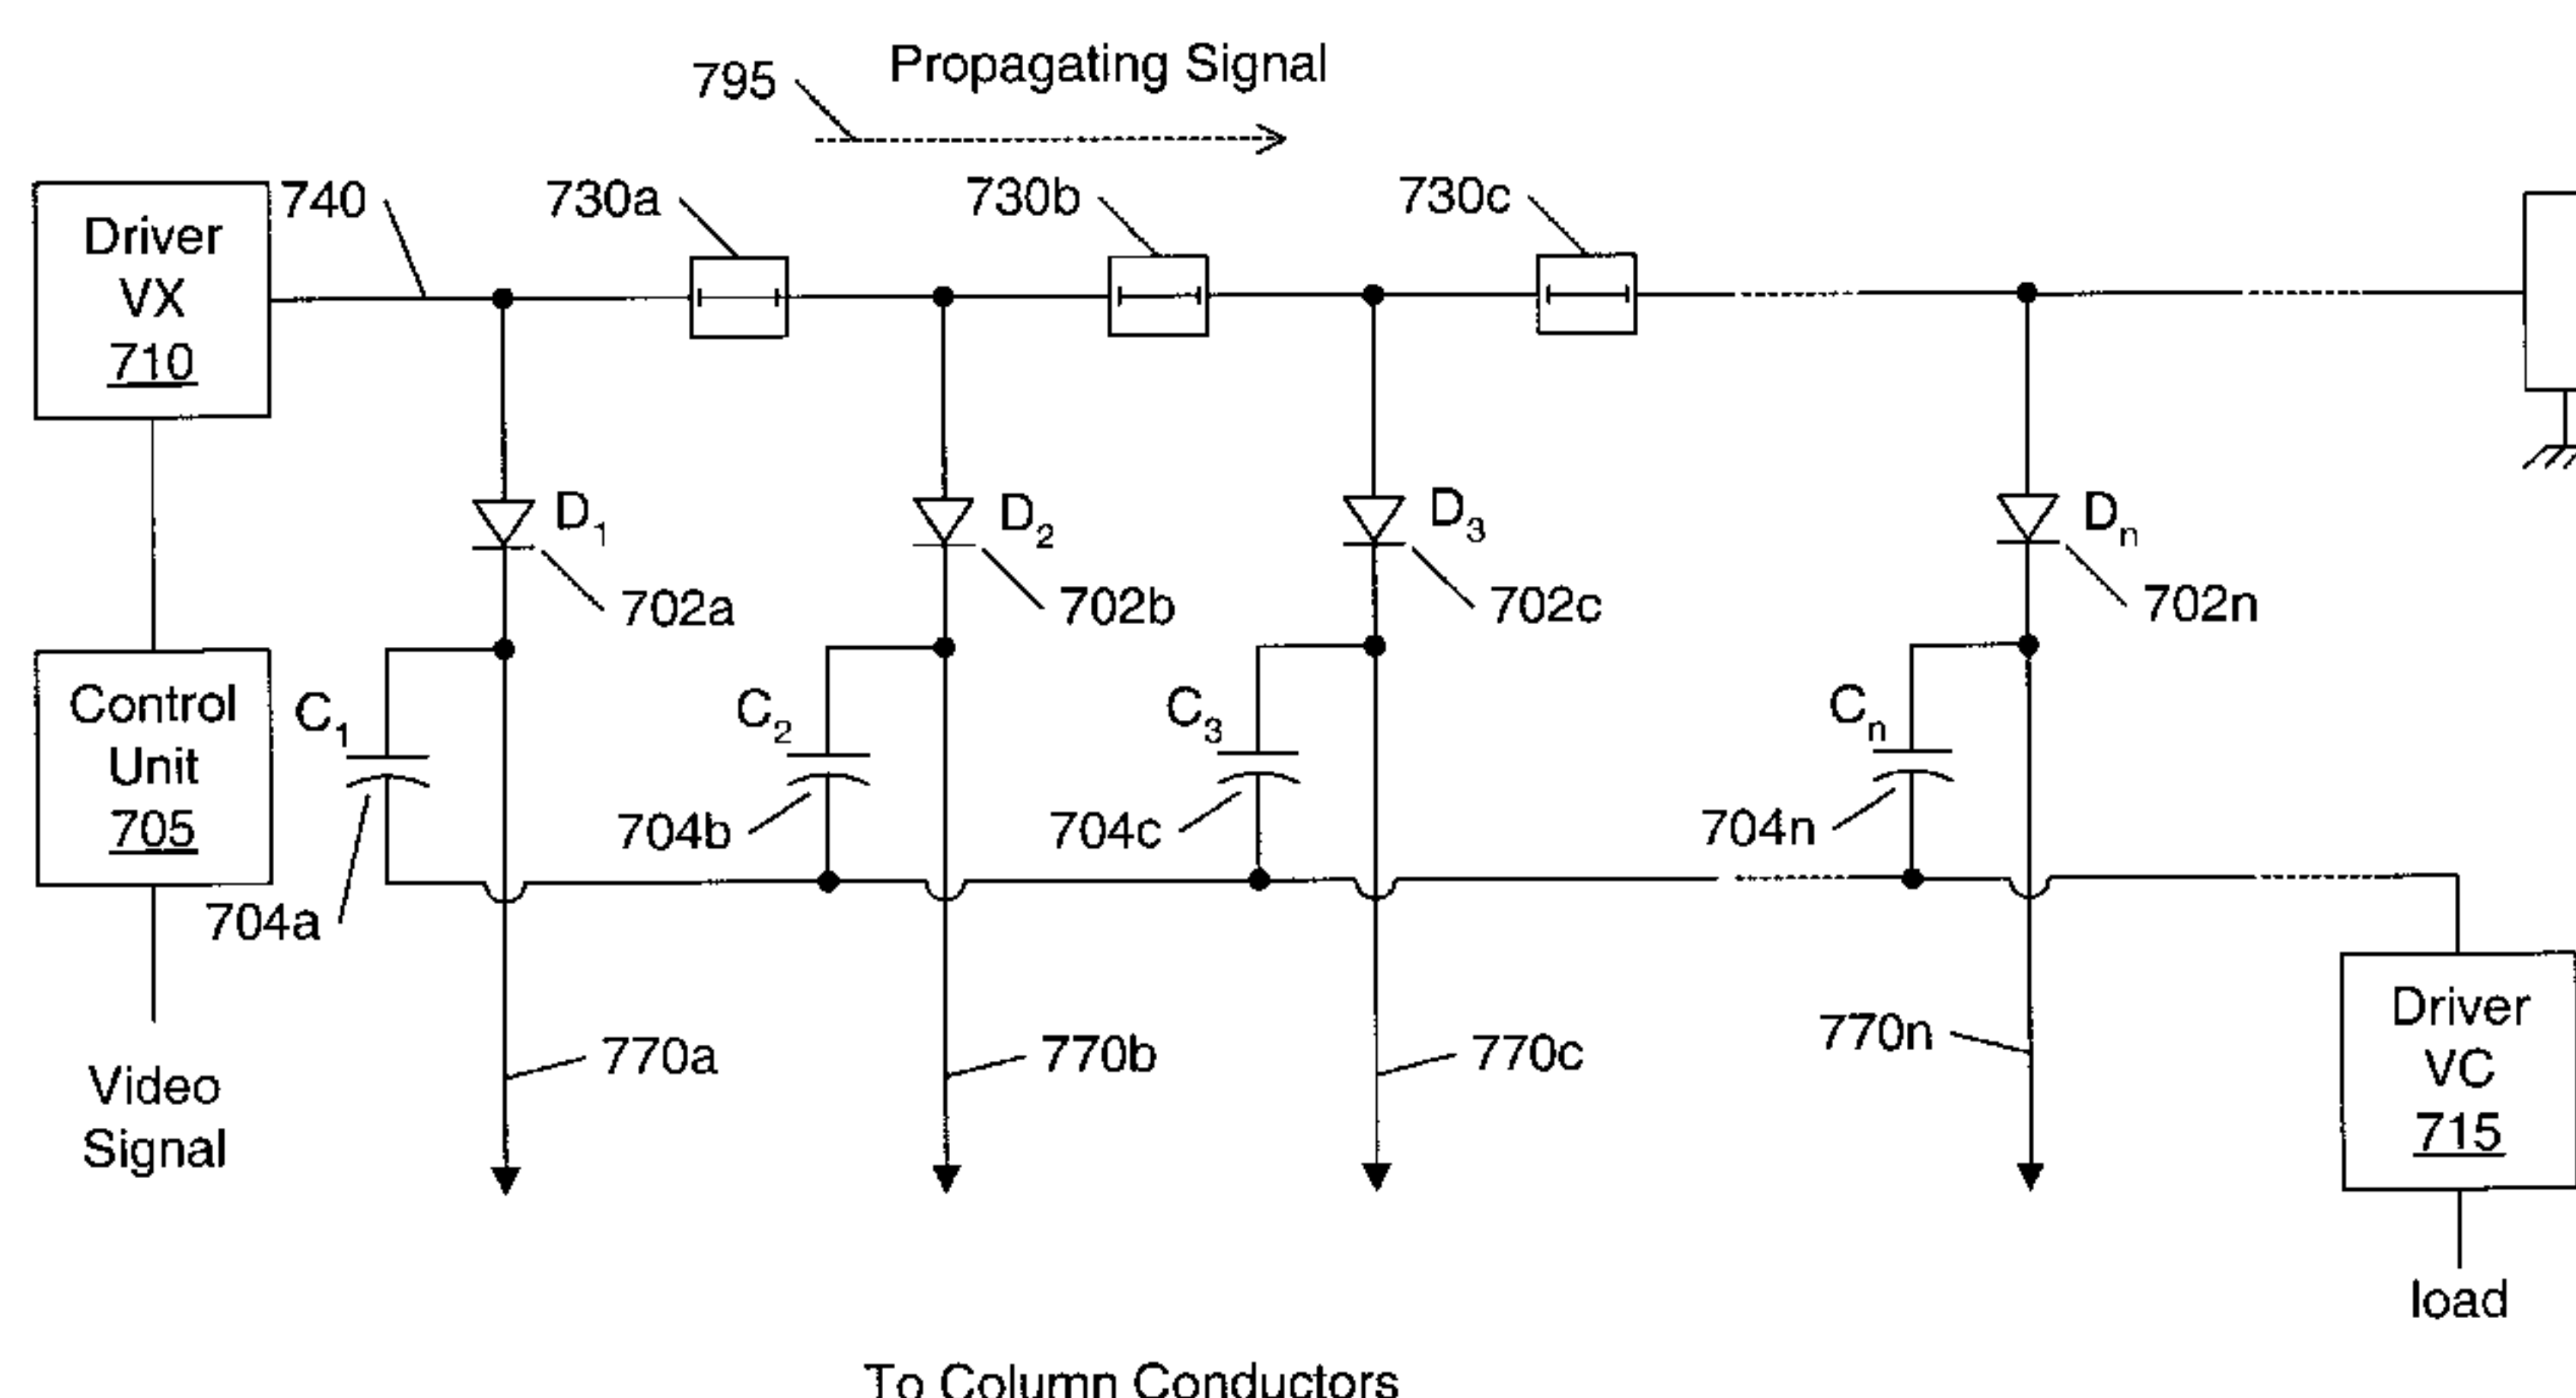 795
Propagating Signal
740
730a
730b
730c
Driver
VX
710
D1
D2
D3
Dn
702a
702b
702c
702n
Control
Unit
705
C1
C2
C3
Cn
704a
704b
704c
704n
770a
770b
770c
770n
Driver
VC
715
Video
Signal
load
To Column Conductors